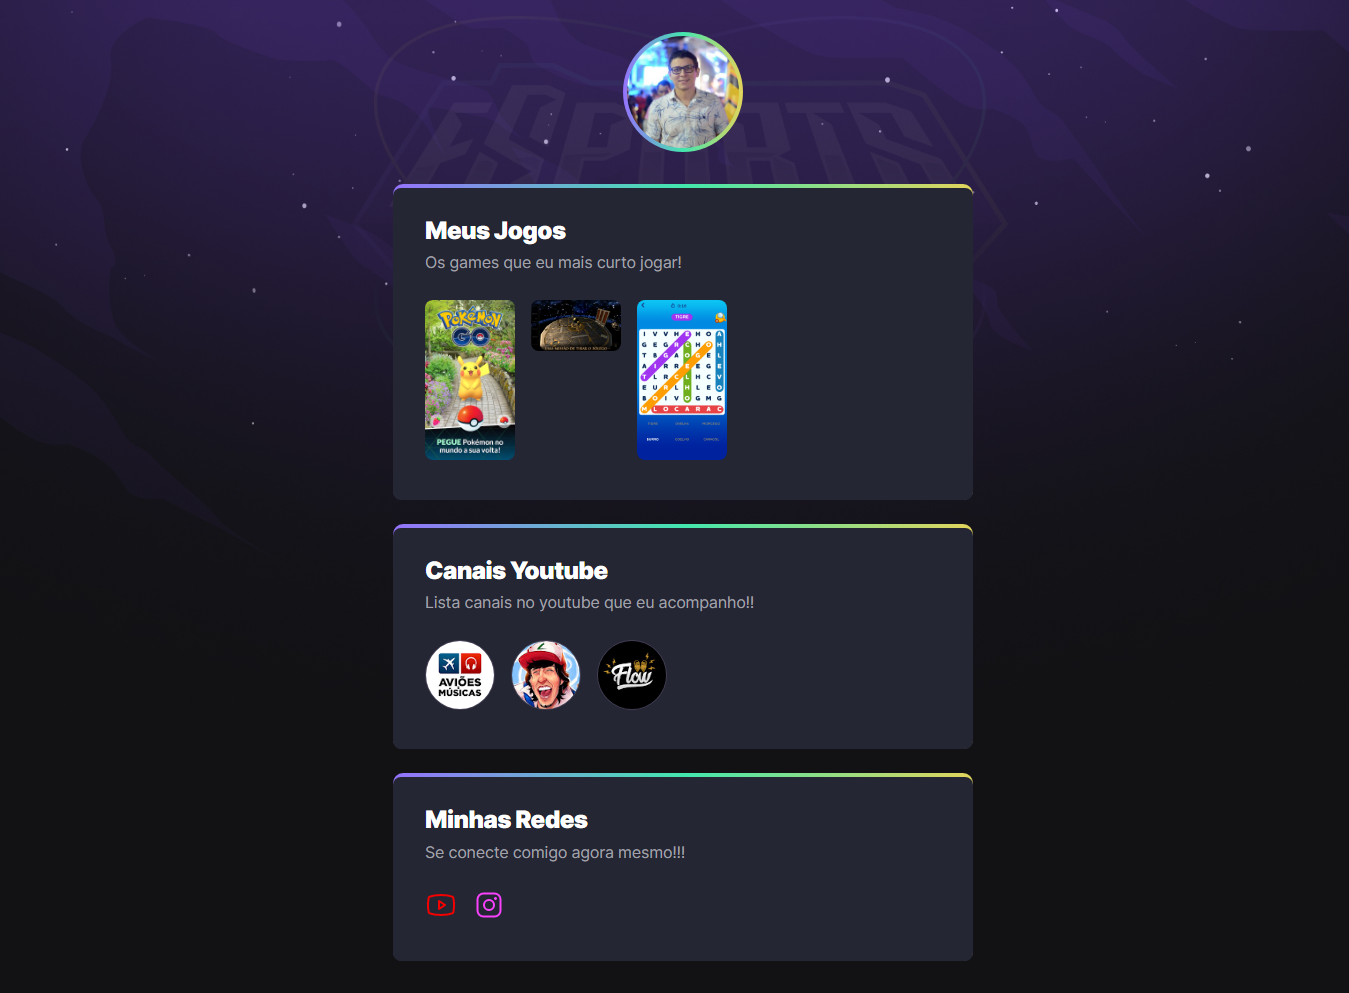 ESPORTS
Meus Jogos
Os games que eu mais curto jogar!
POKÉMON
GO
PEGUE Pokémon no
mundo a sua volta!
TIGRE
Canais Youtube
Lista canais no youtube que eu acompanho!!
AVIÕES
MÚSICAS
Flow
Minhas Redes
Se conecte comigo agora mesmo!!!